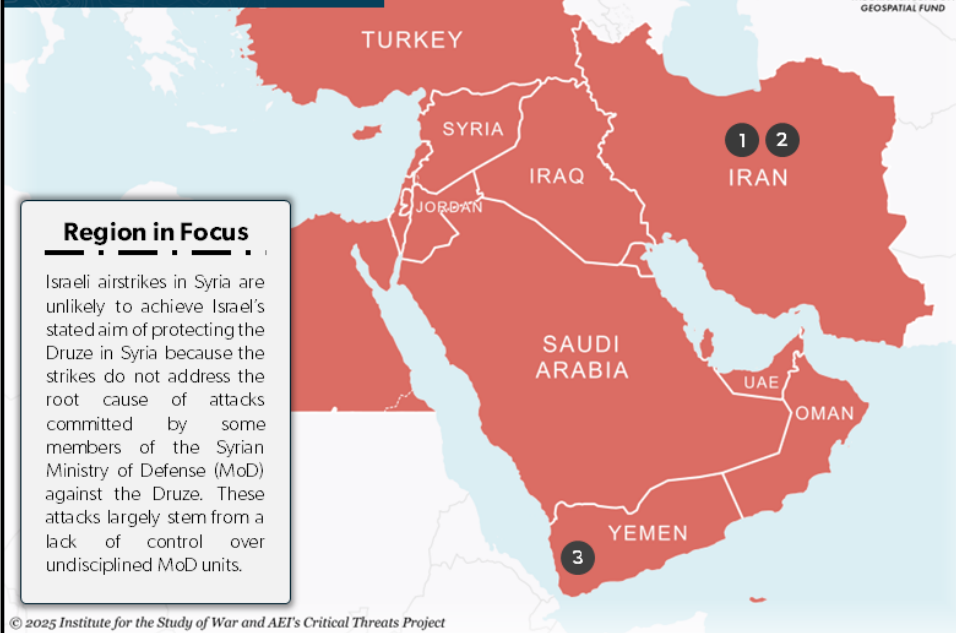 GEOSPATIAL FUND
TURKEY
SYRIA
IRAQ
JORDAN
1 2
IRAN
Region in Focus
Israeli airstrikes in Syria are
unlikely to achieve Israel's
stated aim of protecting the
Druze in Syria because the
strikes do not address the
root cause of attacks
committed by some
members of the Syrian
Ministry of Defense (MoD)
against the Druze. These
attacks largely stem from a
lack of control over
undisciplined MoD units.
SAUDI
ARABIA
UAE
OMAN
YEMEN
3
© 2025 Institute for the Study of War and AEI's Critical Threats Project